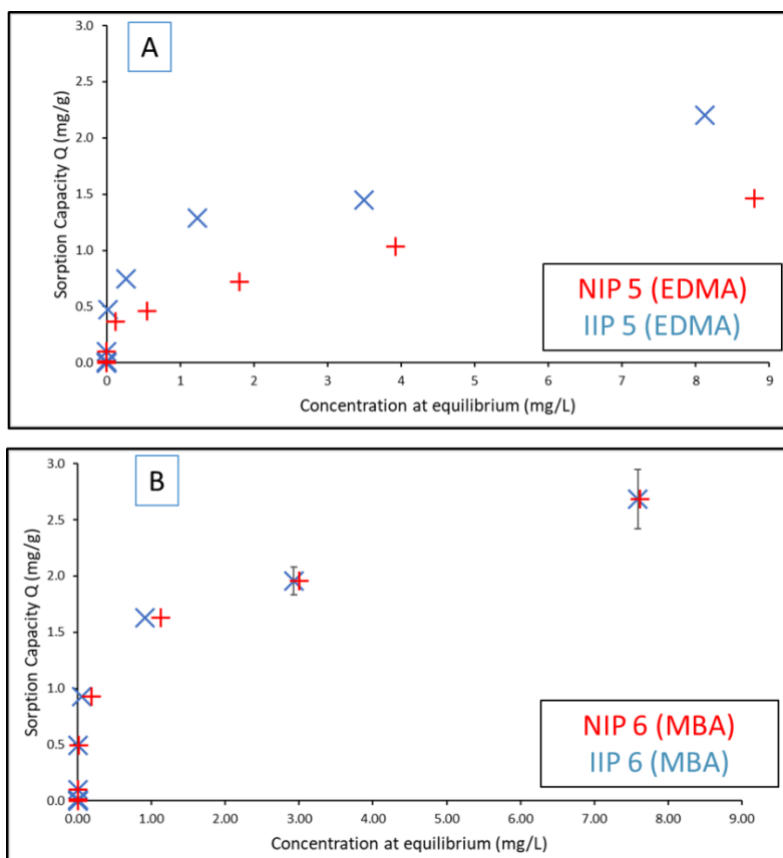 A
3.0
2.5
2.0
1.5
1.0
0.5
0.0
Sorption Capacity Q (mg/g)
NIP 5 (EDMA)
IIP 5 (EDMA)
0 1 2 3 4 5 6 7 8 9
Concentration at equilibrium (mg/L)
B
3.0
2.5
2.0
1.5
1.0
0.5
0.0
Sorption Capacity Q (mg/g)
NIP 6 (MBA)
IIP 6 (MBA)
0.00 1.00 2.00 3.00 4.00 5.00 6.00 7.00 8.00 9.00
Concentration at equilibrium (mg/L)